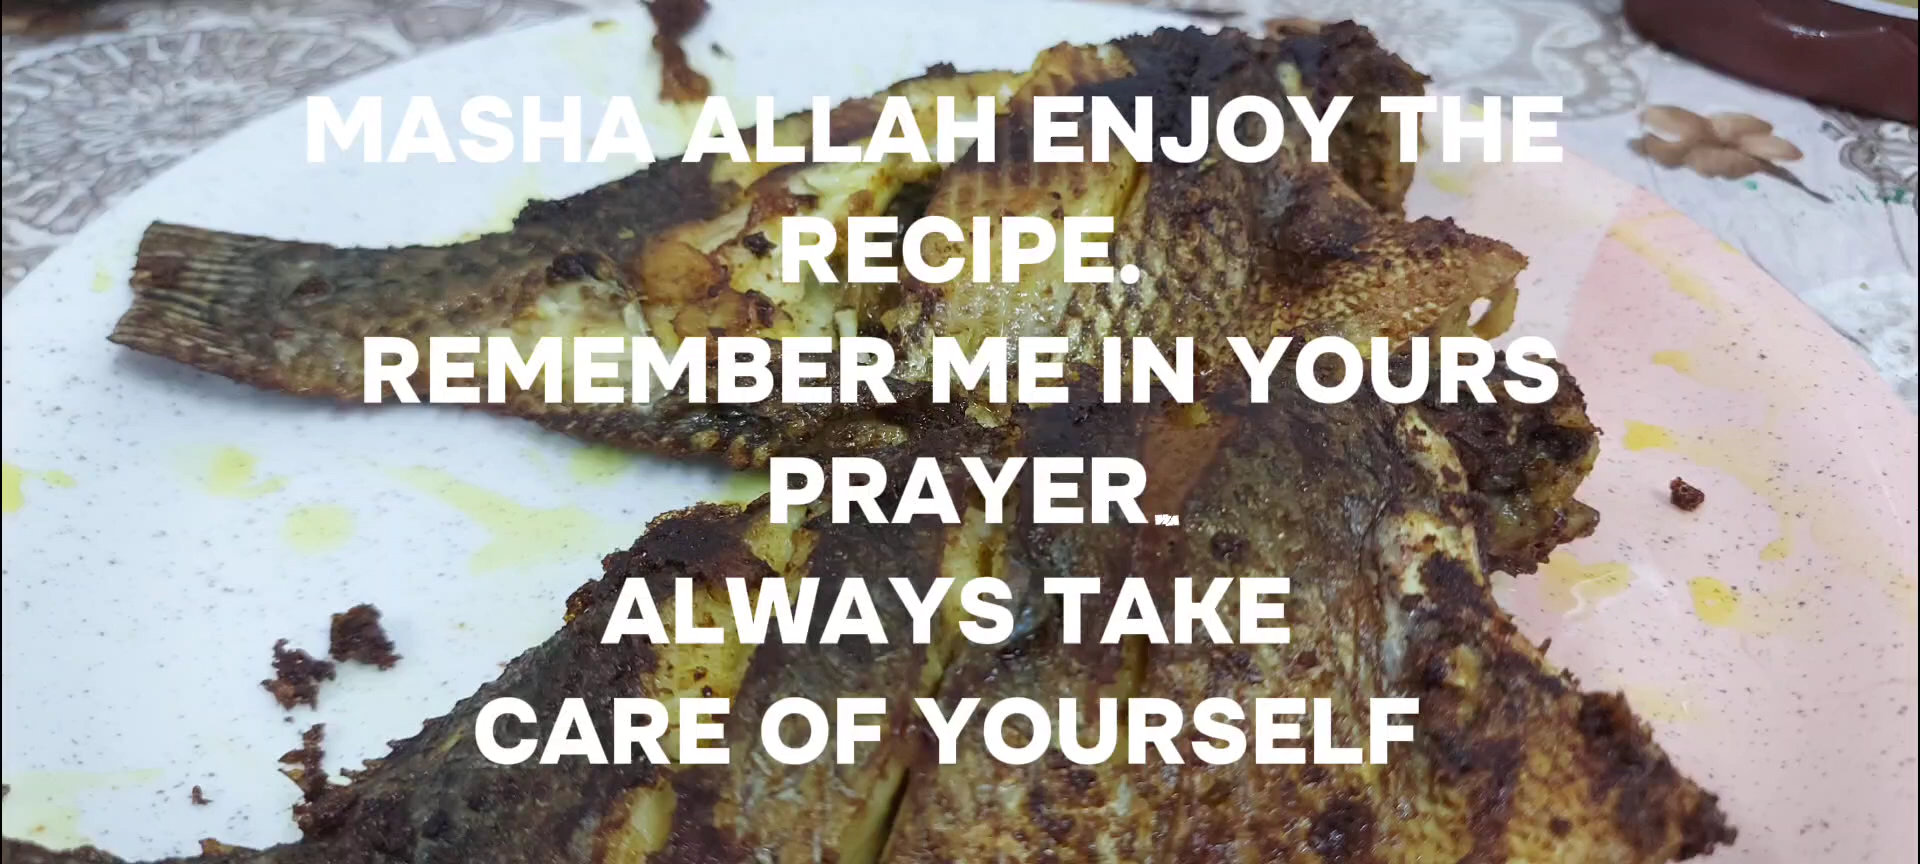 MASHA ALLAH ENJOY THE
RECIPE.
REMEMBER ME IN YOURS
PRAYER
ALWAYS TAKE
CARE OF YOURSELF